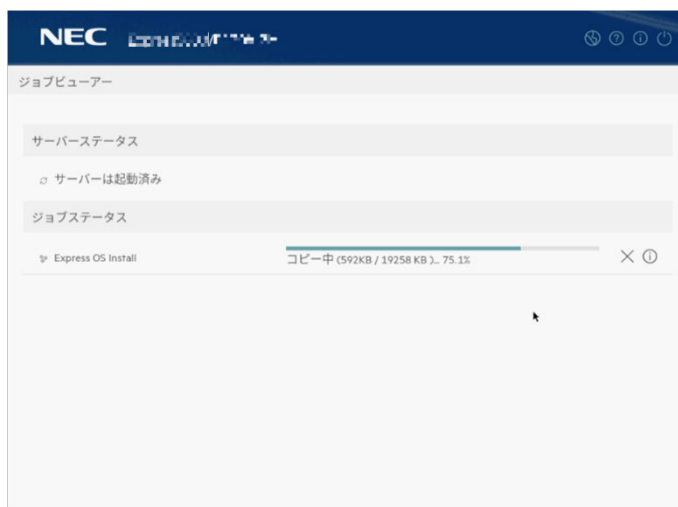 NEC
ジョブビューアー
サーバーステータス
サーバーは起動済み
ジョブステータス
Express OS Install
コピー中 (592KB / 19258 KB )... 75.1%